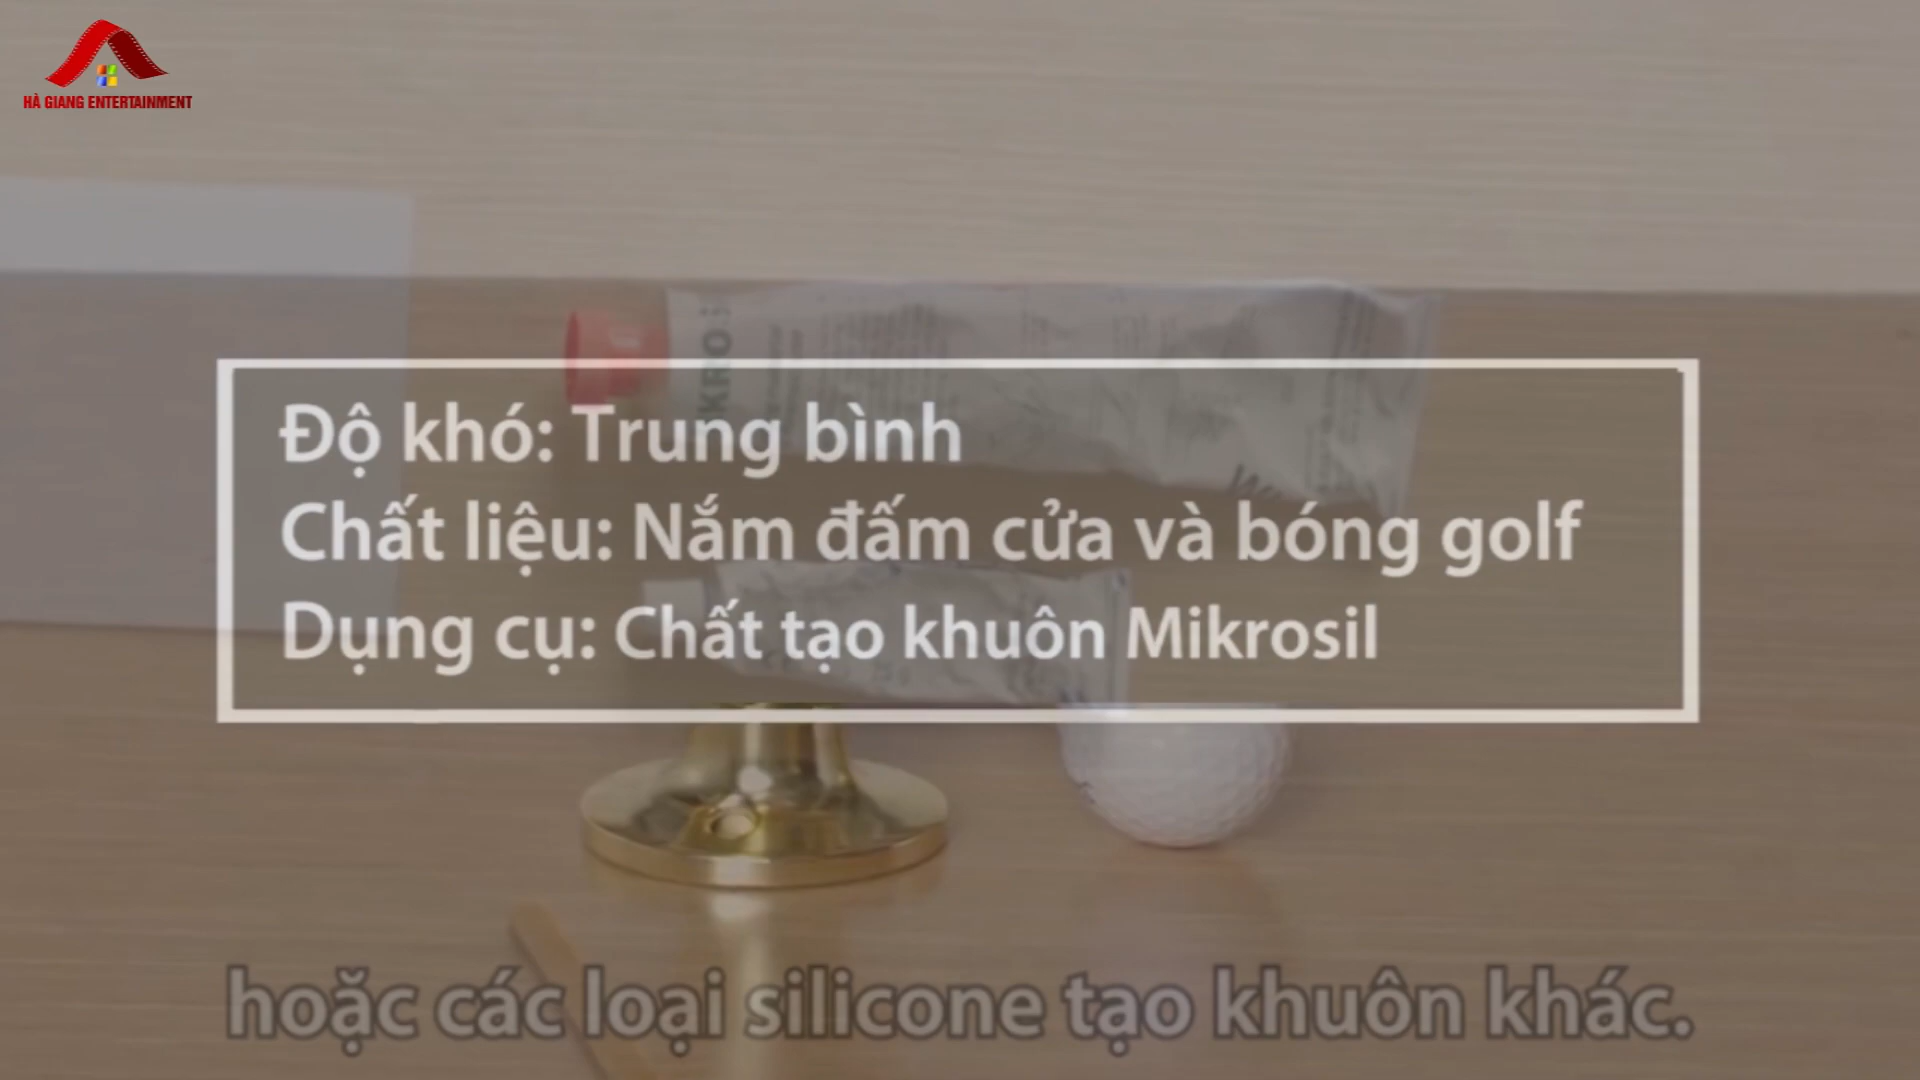 HÀ GIANG ENTERTAINMENT
Độ khó: Trung bình
Chất liệu: Nắm đấm cửa và bóng golf
Dụng cụ: Chất tạo khuôn Mikrosil
hoặc các loại silicone tạo khuôn khác.